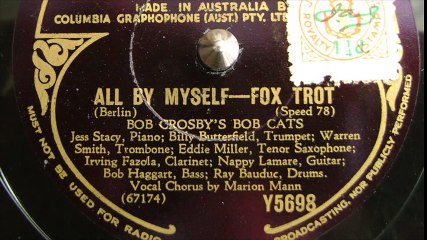 MADE IN AUSTRALIA BY
COLUMBIA GRAPHOPHONE (AUST.) PTY. LTD
ROYALTY
ALL BY MYSELF—FOX TROT
(Berlin) (Speed 78)
BOB CROSBY'S BOB CATS
Jess Stacy, Piano; Billy Butterfield, Trumpet; Warren
Smith, Trombone; Eddie Miller, Tenor Saxophone;
Irving Fazola, Clarinet; Nappy Lamare, Guitar;
Bob Haggart, Bass; Ray Bauduc, Drums.
Vocal Chorus by Marion Mann
(67174) Y5698
MUST NOT BE USED FOR RADIO
BROADCASTING, NOR PUBLICLY PERFORMED